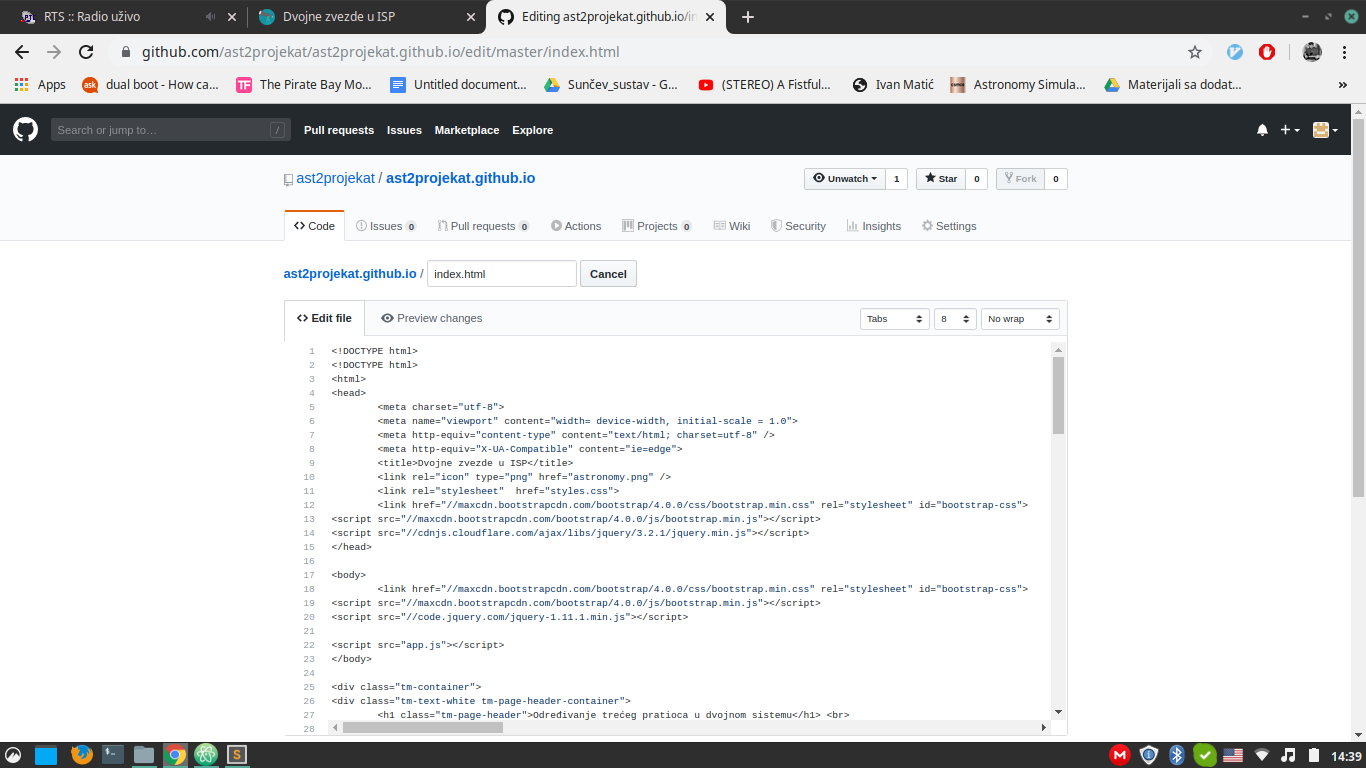 RTS :: Radio uživo
Dvojne zvezde u ISP
Editing ast2projekat.github.io/in
github.com/ast2projekat/ast2projekat.github.io/edit/master/index.html
Apps
dual boot - How ca...
The Pirate Bay Mo...
Untitled document...
Sunčev_sustav - G...
(STEREO) A Fistful...
Ivan Matić
Astronomy Simula...
Materijali sa dodat...
Search or jump to…
/
Pull requests
Issues
Marketplace
Explore
ast2projekat / ast2projekat.github.io
Unwatch 1
Star 0
Fork 0
Code
Issues 0
Pull requests 0
Actions
Projects 0
Wiki
Security
Insights
Settings
ast2projekat.github.io / index.html
Cancel
Edit file
Preview changes
Tabs
8
No wrap
1 <!DOCTYPE html>
2 <!DOCTYPE html>
3 <html>
4 <head>
5 <meta charset="utf-8">
6 <meta name="viewport" content="width= device-width, initial-scale = 1.0">
7 <meta http-equiv="content-type" content="text/html; charset=utf-8" />
8 <meta http-equiv="X-UA-Compatible" content="ie=edge">
9 <title>Dvojne zvezde u ISP</title>
10 <link rel="icon" type="png" href="astronomy.png" />
11 <link rel="stylesheet"  href="styles.css">
12 <link href="//maxcdn.bootstrapcdn.com/bootstrap/4.0.0/css/bootstrap.min.css" rel="stylesheet" id="bootstrap-css">
13 <script src="//maxcdn.bootstrapcdn.com/bootstrap/4.0.0/js/bootstrap.min.js"></script>
14 <script src="//cdnjs.cloudflare.com/ajax/libs/jquery/3.2.1/jquery.min.js"></script>
15 </head>
16
17 <body>
18 <link href="//maxcdn.bootstrapcdn.com/bootstrap/4.0.0/css/bootstrap.min.css" rel="stylesheet" id="bootstrap-css">
19 <script src="//maxcdn.bootstrapcdn.com/bootstrap/4.0.0/js/bootstrap.min.js"></script>
20 <script src="//code.jquery.com/jquery-1.11.1.min.js"></script>
21
22 <script src="app.js"></script>
23 </body>
24
25 <div class="tm-container">
26 <div class="tm-text-white tm-page-header-container">
27 <h1 class="tm-page-header">Određivanje trećeg pratioca u dvojnom sistemu</h1> <br>
28
14:39